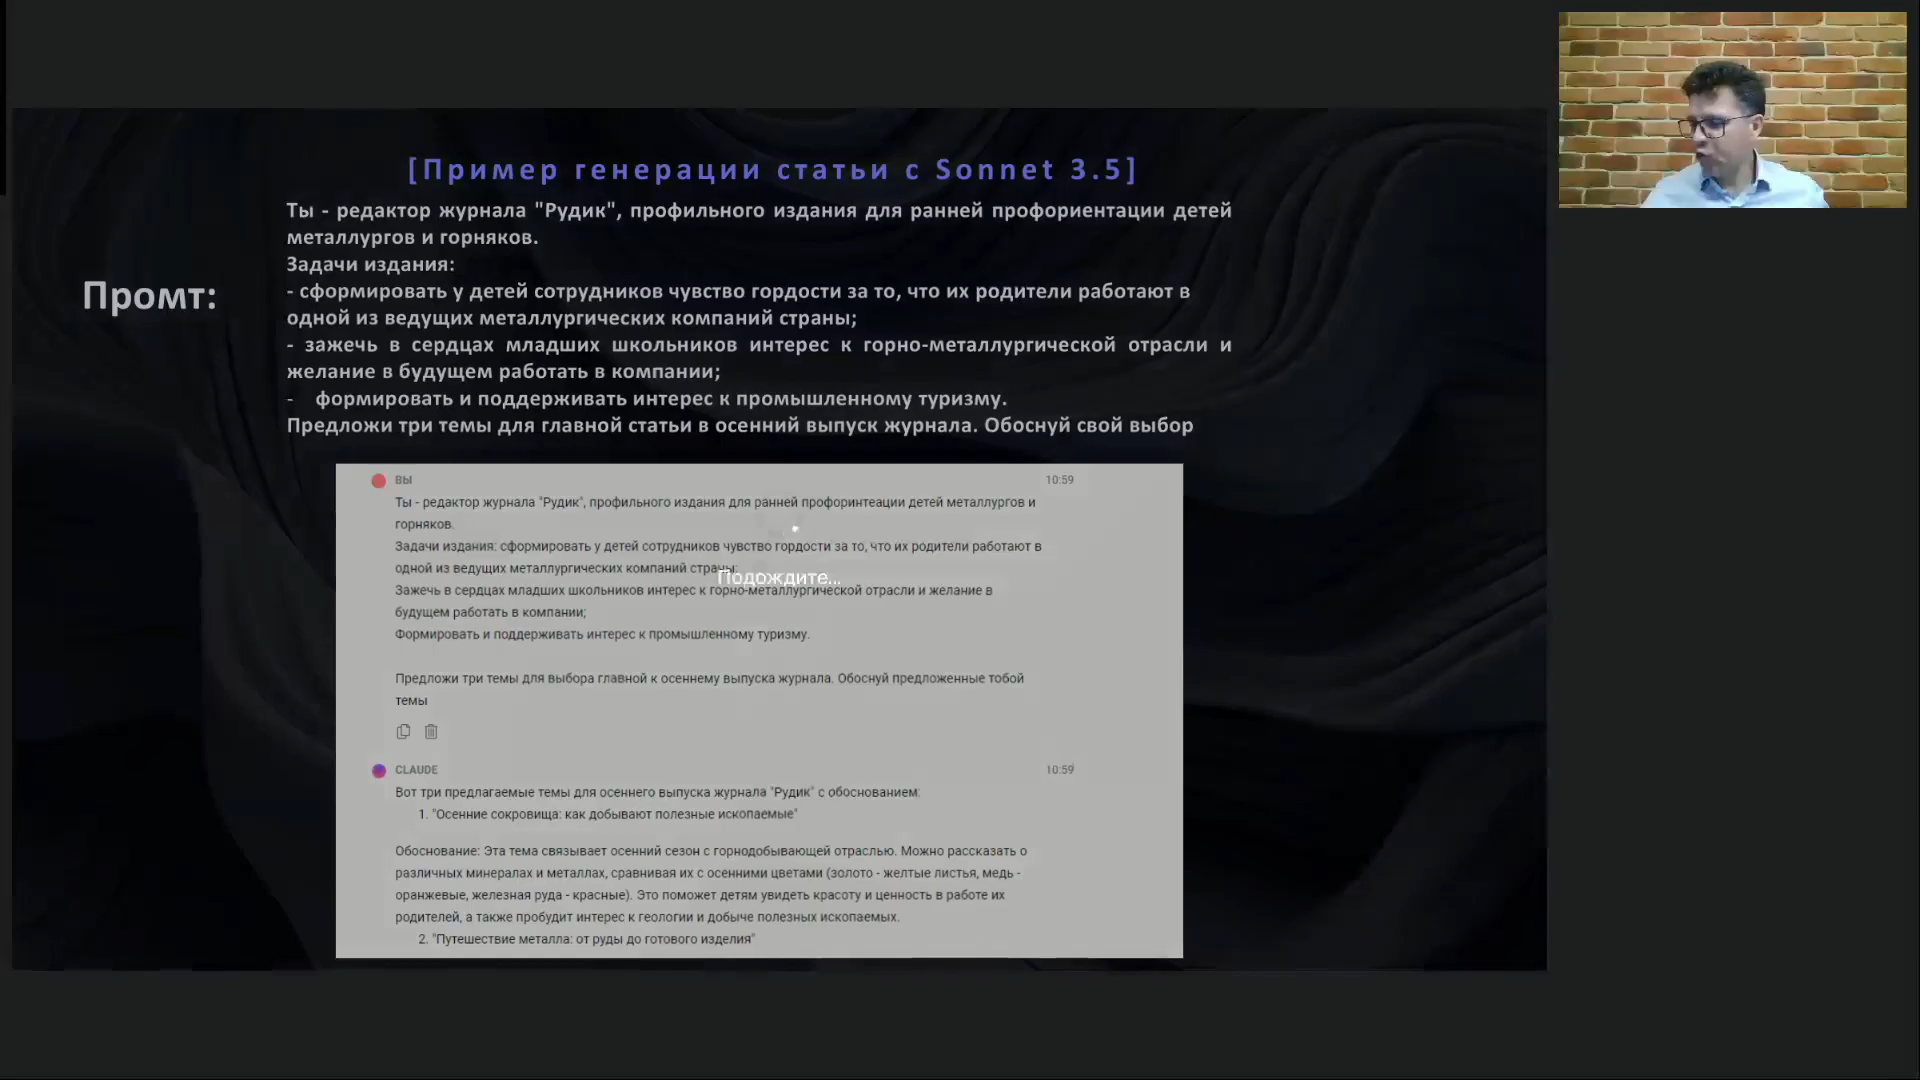 [Пример генерации статьи с Sonnet 3.5]
Промт:
Ты - редактор журнала "Рудик", профильного издания для ранней профориентации детей
металлургов и горняков.
Задачи издания:
- сформировать у детей сотрудников чувство гордости за то, что их родители работают в
одной из ведущих металлургических компаний страны;
- зажечь в сердцах младших школьников интерес к горно-металлургической отрасли и
желание в будущем работать в компании;
- формировать и поддерживать интерес к промышленному туризму.
Предложи три темы для главной статьи в осенний выпуск журнала. Обоснуй свой выбор
ВЫ 10:59
Ты - редактор журнала "Рудик", профильного издания для ранней профоринтеации детей металлургов и
горняков.
Задачи издания: сформировать у детей сотрудников чувство гордости за то, что их родители работают в
одной из ведущих металлургических компаний страны;
Подождите...
Зажечь в сердцах младших школьников интерес к горно-металлургической отрасли и желание в
будущем работать в компании;
Формировать и поддерживать интерес к промышленному туризму.
Предложи три темы для выбора главной к осеннему выпуска журнала. Обоснуй предложенные тобой
темы
CLAUDE 10:59
Вот три предлагаемые темы для осеннего выпуска журнала "Рудик" с обоснованием:
1. "Осенние сокровища: как добывают полезные ископаемые"
Обоснование: Эта тема связывает осенний сезон с горнодобывающей отраслью. Можно рассказать о
различных минералах и металлах, сравнивая их с осенними цветами (золото - желтые листья, медь -
оранжевые, железная руда - красные). Это поможет детям увидеть красоту и ценность в работе их
родителей, а также пробудит интерес к геологии и добыче полезных ископаемых.
2. "Путешествие металла: от руды до готового изделия"